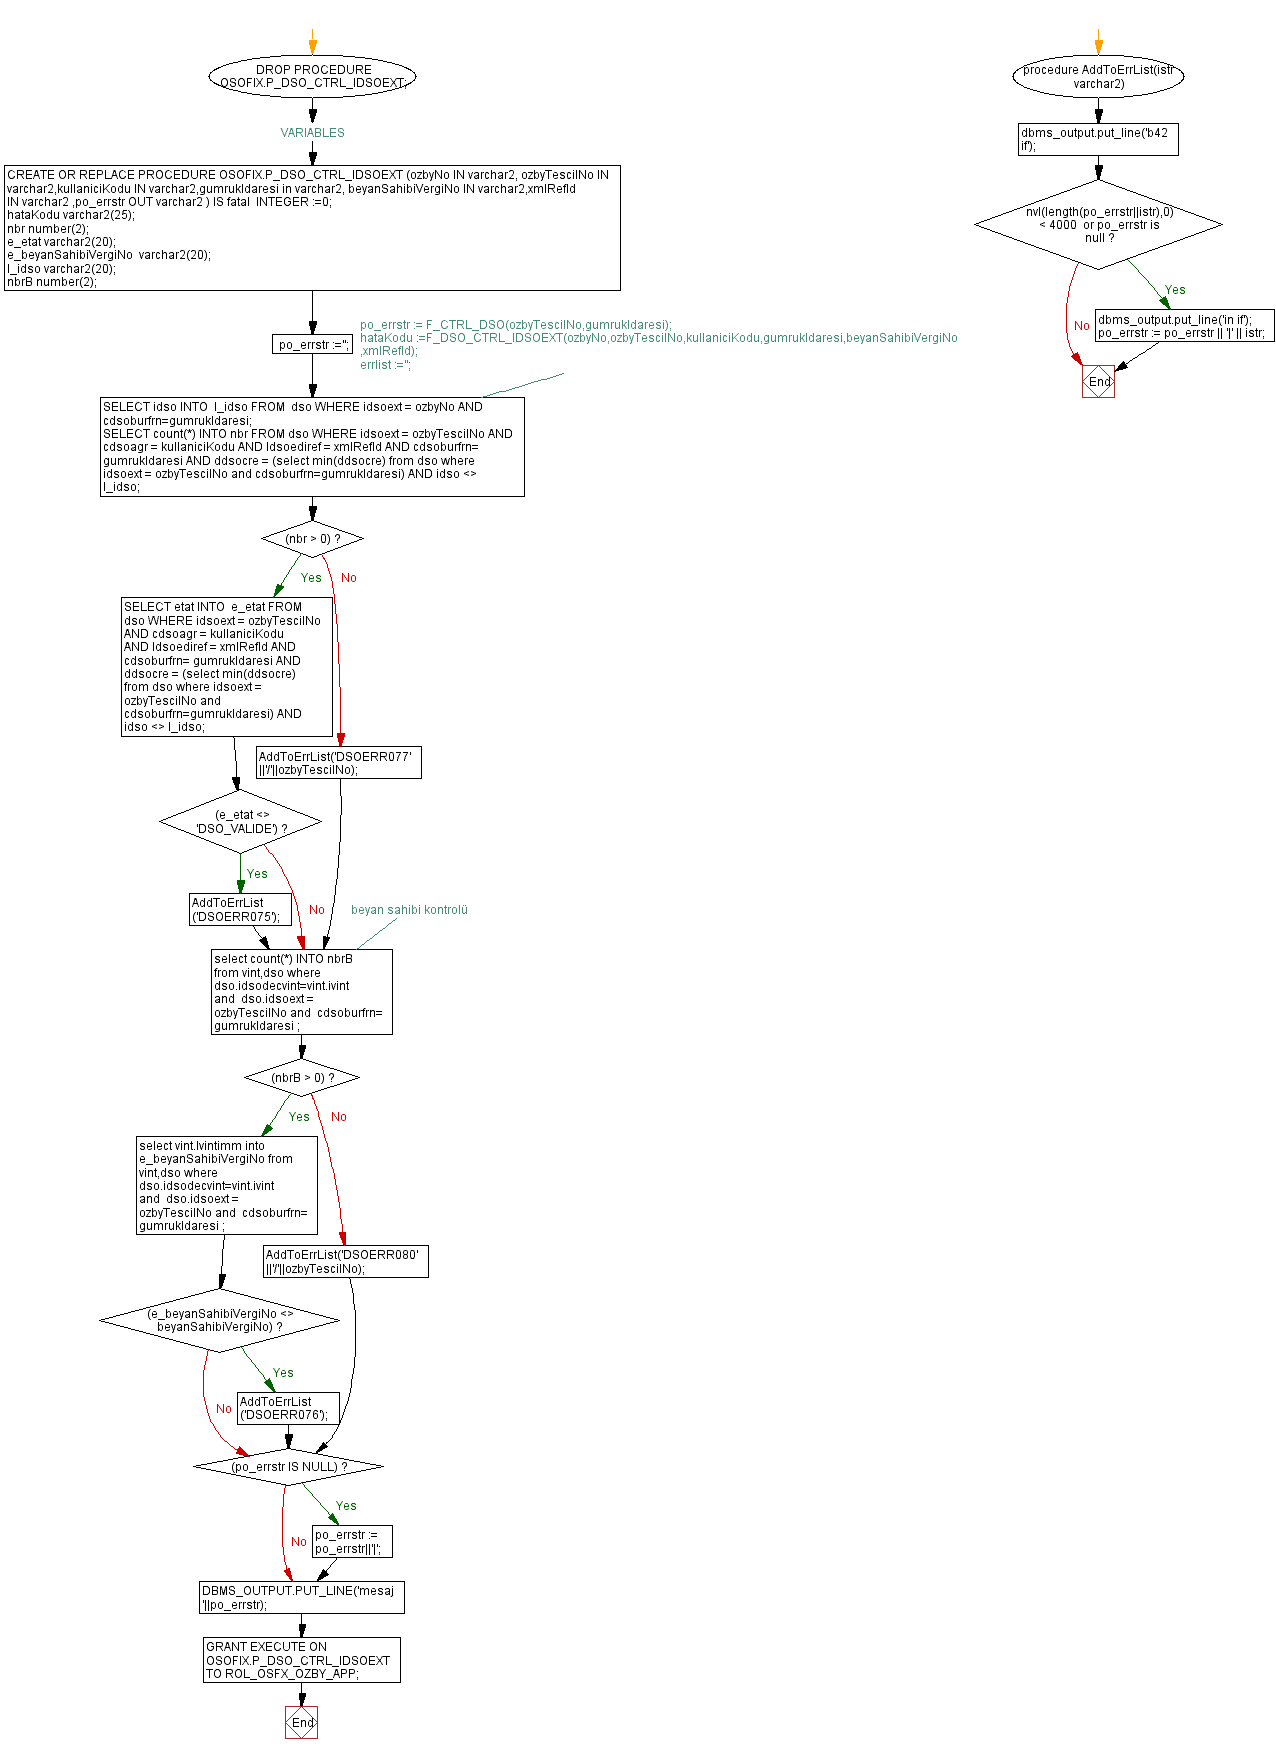 DROP PROCEDURE
OSOFIX.P_DSO_CTRL_IDSOEXT;
VARIABLES
CREATE OR REPLACE PROCEDURE OSOFIX.P_DSO_CTRL_IDSOEXT (ozbyNo IN varchar2, ozbyTescilNo IN
varchar2,kullaniciKodu IN varchar2,gumrukIdaresi in varchar2, beyanSahibiVergiNo IN varchar2,xmlRefId
IN varchar2 ,po_errstr OUT varchar2 ) IS fatal  INTEGER :=0;
hataKodu varchar2(25);
nbr number(2);
e_etat varchar2(20);
e_beyanSahibiVergiNo  varchar2(20);
l_idso varchar2(20);
nbrB number(2);
po_errstr :='';
po_errstr := F_CTRL_DSO(ozbyTescilNo,gumrukIdaresi);
hataKodu :=F_DSO_CTRL_IDSOEXT(ozbyNo,ozbyTescilNo,kullaniciKodu,gumrukIdaresi,beyanSahibiVergiNo
,xmlRefId);
errlist :='';
SELECT idso INTO  l_idso FROM  dso WHERE idsoext = ozbyNo AND
cdsoburfrn=gumrukIdaresi;
SELECT count(*) INTO nbr FROM dso WHERE idsoext = ozbyTescilNo AND
cdsoagr = kullaniciKodu AND Idsoediref = xmlRefId AND cdsoburfrn=
gumrukIdaresi AND ddsocre = (select min(ddsocre) from dso where
idsoext = ozbyTescilNo and cdsoburfrn=gumrukIdaresi) AND idso <>
l_idso;
(nbr > 0) ?
Yes
No
SELECT etat INTO  e_etat FROM
dso WHERE idsoext = ozbyTescilNo
AND cdsoagr = kullaniciKodu
AND Idsoediref = xmlRefId AND
cdsoburfrn= gumrukIdaresi AND
ddsocre = (select min(ddsocre)
from dso where idsoext =
ozbyTescilNo and
cdsoburfrn=gumrukIdaresi) AND
idso <> l_idso;
AddToErrList('DSOERR077'
||'/'||ozbyTescilNo);
(e_etat <>
'DSO_VALIDE') ?
Yes
No
AddToErrList
('DSOERR075');
beyan sahibi kontrolü
select count(*) INTO nbrB
from vint,dso where
dso.idsodecvint=vint.ivint
and  dso.idsoext =
ozbyTescilNo and  cdsoburfrn=
gumrukIdaresi ;
(nbrB > 0) ?
Yes
No
select vint.lvintimm into
e_beyanSahibiVergiNo from
vint,dso where
dso.idsodecvint=vint.ivint
and  dso.idsoext =
ozbyTescilNo and  cdsoburfrn=
gumrukIdaresi ;
AddToErrList('DSOERR080'
||'/'||ozbyTescilNo);
(e_beyanSahibiVergiNo <>
beyanSahibiVergiNo) ?
Yes
No
AddToErrList
('DSOERR076');
(po_errstr IS NULL) ?
Yes
No
po_errstr :=
po_errstr||'|';
DBMS_OUTPUT.PUT_LINE('mesaj
'||po_errstr);
GRANT EXECUTE ON
OSOFIX.P_DSO_CTRL_IDSOEXT
TO ROL_OSFX_OZBY_APP;
End
procedure AddToErrList(istr
varchar2)
dbms_output.put_line('b42
if');
nvl(length(po_errstr||istr),0)
< 4000  or po_errstr is
null ?
Yes
No
dbms_output.put_line('in if');
po_errstr := po_errstr || '|' || istr;
End